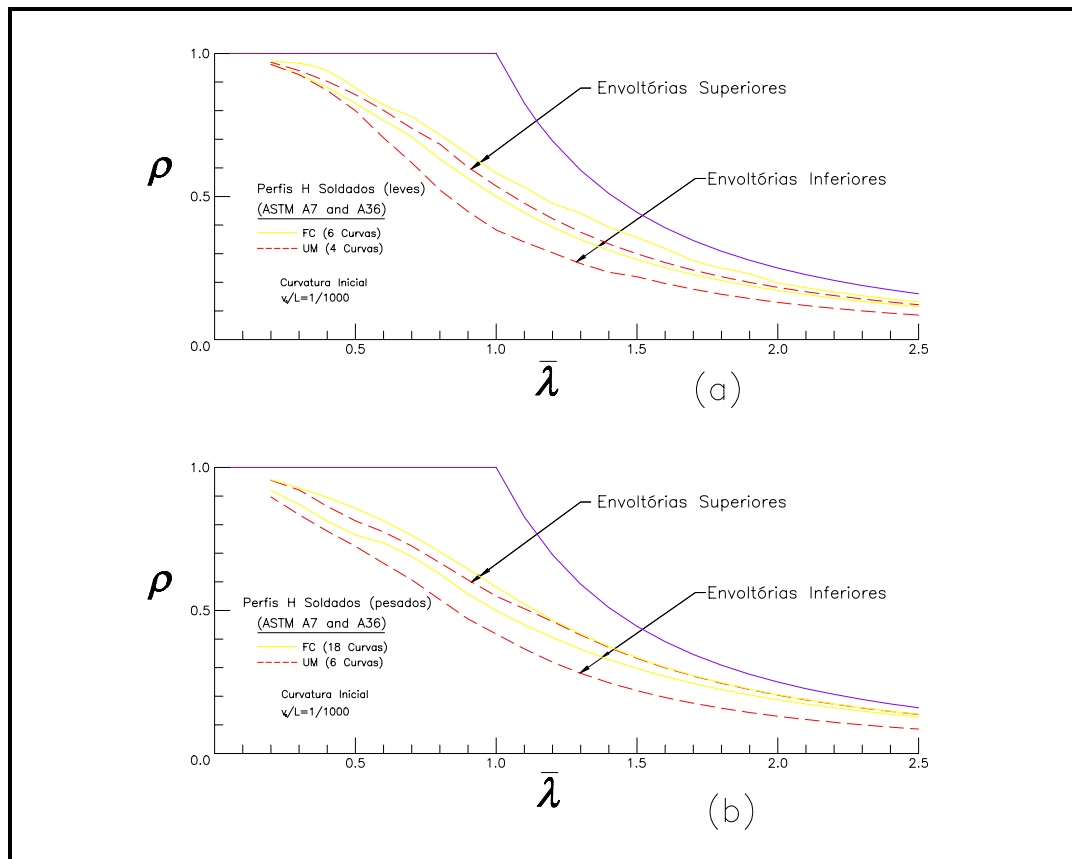 1.0
Envoltórias Superiores
ρ
Envoltórias Inferiores
Perfis H Soldados (leves)
0.5
(ASTM A7 and A36)
FC (6 Curvas)
UM (4 Curvas)
Curvatura Inicial
v₀/L=1/1000
0.0
0.5 1.0 1.5 2.0 2.5
λ̅
(a)
1.0
Envoltórias Superiores
ρ
Envoltórias Inferiores
Perfis H Soldados (pesados)
0.5
(ASTM A7 and A36)
FC (18 Curvas)
UM (6 Curvas)
Curvatura Inicial
v₀/L=1/1000
0.0
0.5 1.0 1.5 2.0 2.5
λ̅
(b)